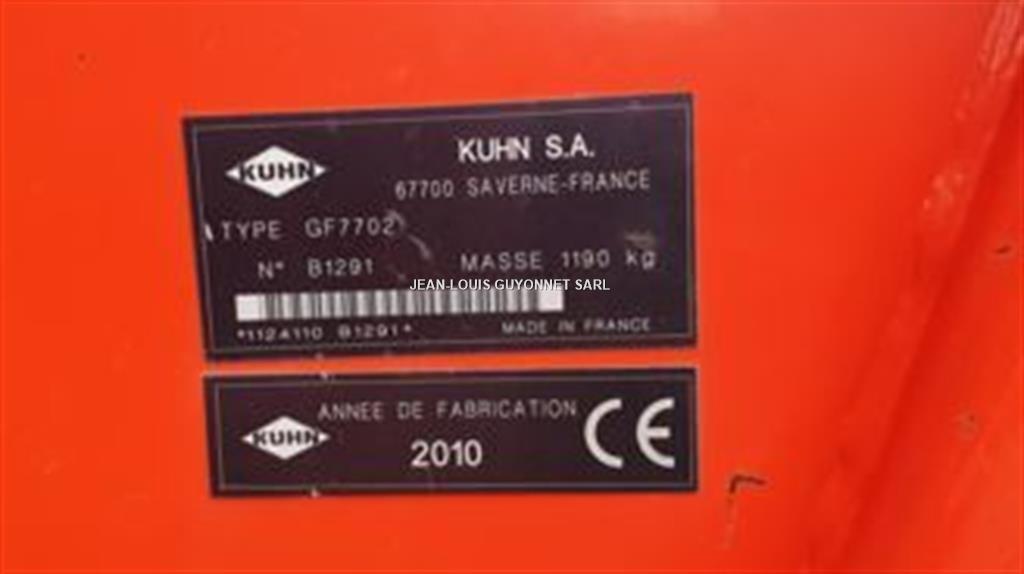 KUHN
KUHN S.A.
67700 SAVERNE-FRANCE
TYPE GF7702
N° B1291 MASSE 1190 kg
JEAN-LOUIS GUYONNET SARL
*112A110 B1291*
MADE IN FRANCE
KUHN
ANNEE DE FABRICATION
2010
CE